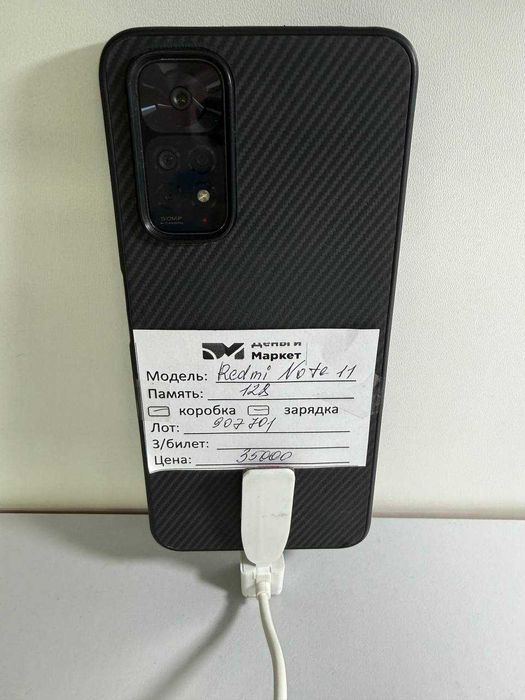 50MP
Деньги
Маркет
Модель: Redmi Note 11
Память: 128
коробка зарядка
Лот: 907701
З/билет:
Цена: 35000